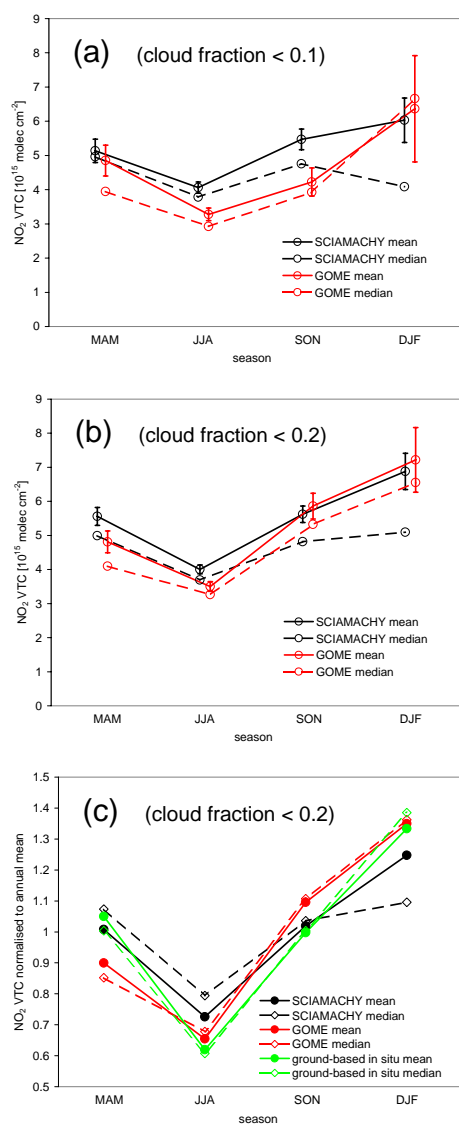 9
8
7
6
5
4
3
2
1
0
NO2 VTC [10^15 molec cm^-2]
(a) (cloud fraction < 0.1)
SCIAMACHY mean
SCIAMACHY median
GOME mean
GOME median
MAM JJA SON DJF
season
9
8
7
6
5
4
3
2
1
0
NO2 VTC [10^15 molec cm^-2]
(b) (cloud fraction < 0.2)
SCIAMACHY mean
SCIAMACHY median
GOME mean
GOME median
MAM JJA SON DJF
season
1.5
1.4
1.3
1.2
1.1
1
0.9
0.8
0.7
0.6
0.5
NO2 VTC normalised to annual mean
(c) (cloud fraction < 0.2)
SCIAMACHY mean
SCIAMACHY median
GOME mean
GOME median
ground-based in situ mean
ground-based in situ median
MAM JJA SON DJF
season